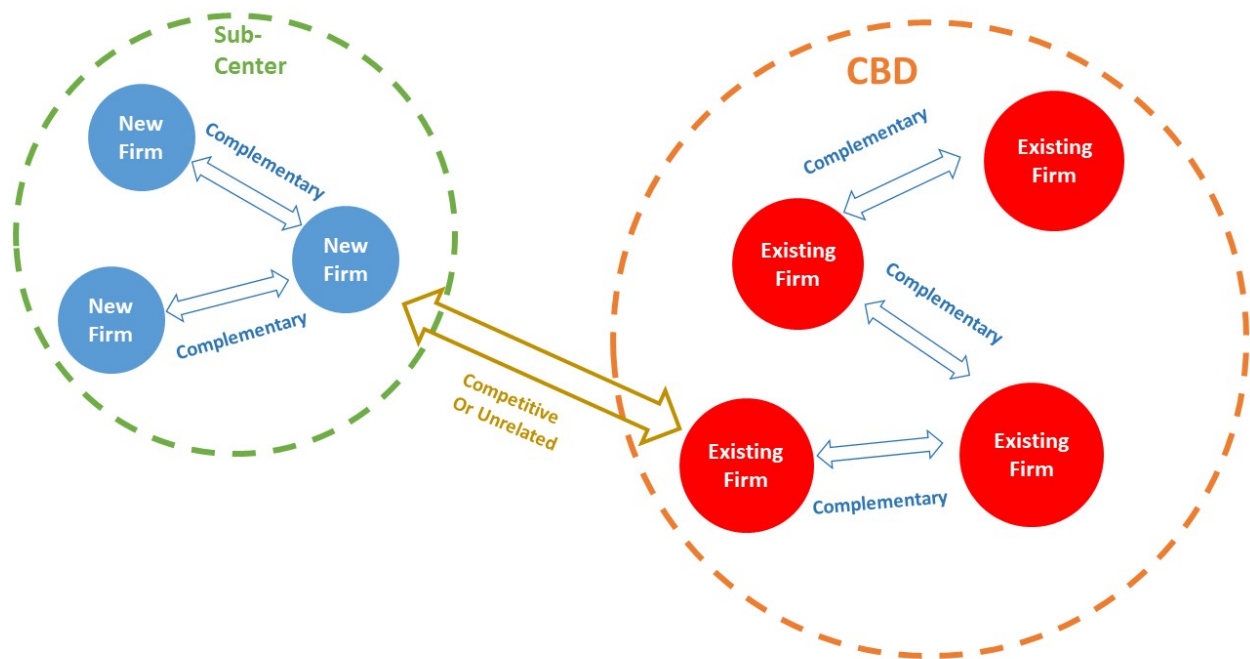 Sub-
Center
New
Firm
Complementary
New
Firm
New
Firm
Complementary
Competitive
Or Unrelated
CBD
Complementary
Existing
Firm
Existing
Firm
Complementary
Existing
Firm
Existing
Firm
Complementary